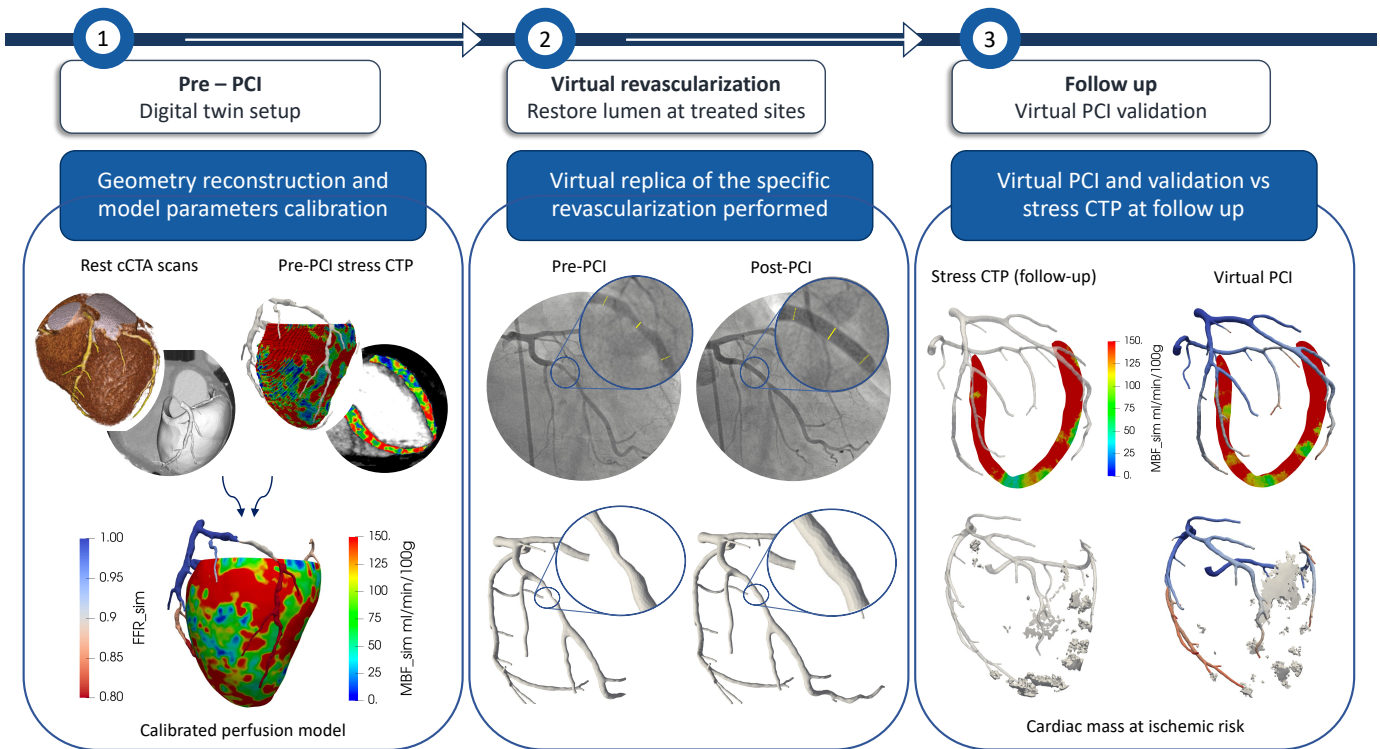 1
2
3
Pre – PCI
Digital twin setup
Virtual revascularization
Restore lumen at treated sites
Follow up
Virtual PCI validation
Geometry reconstruction and
model parameters calibration
Virtual replica of the specific
revascularization performed
Virtual PCI and validation vs
stress CTP at follow up
Rest cCTA scans
Pre-PCI stress CTP
1.00
0.95
0.9
0.85
0.80
FFR_sim
150.
125
100
75
50
25
0.
MBF_sim ml/min/100g
Calibrated perfusion model
Pre-PCI
Post-PCI
Stress CTP (follow-up)
Virtual PCI
150.
125
100
75
50
25
0.
MBF_sim ml/min/100g
Cardiac mass at ischemic risk